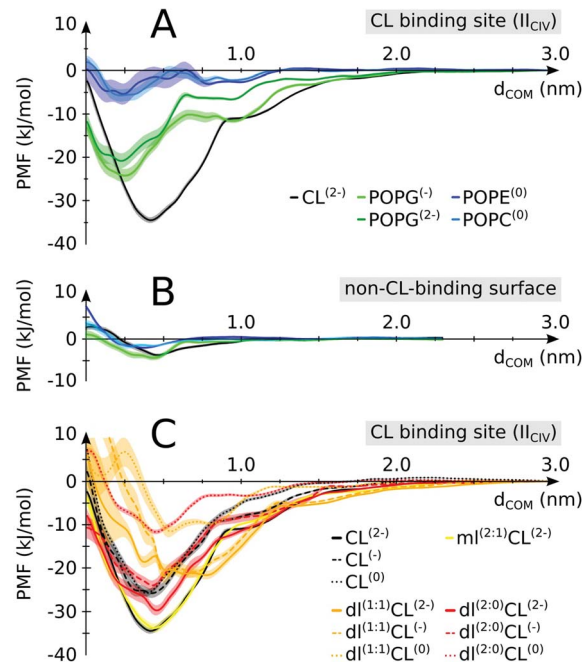 A
CL binding site (IICIV)
10
0
-10
-20
-30
-40
PMF (kJ/mol)
1.0
2.0
3.0
dCOM (nm)
CL(2-) POPG(-) POPE(0)
POPG(2-) POPC(0)
B
non-CL-binding surface
10
0
-10
PMF (kJ/mol)
1.0
2.0
3.0
dCOM (nm)
C
CL binding site (IICIV)
10
0
-10
-20
-30
-40
PMF (kJ/mol)
1.0
2.0
3.0
dCOM (nm)
CL(2-) ml(2:1)CL(2-)
CL(-)
CL(0)
dl(1:1)CL(2-) dl(2:0)CL(2-)
dl(1:1)CL(-) dl(2:0)CL(-)
dl(1:1)CL(0) dl(2:0)CL(0)